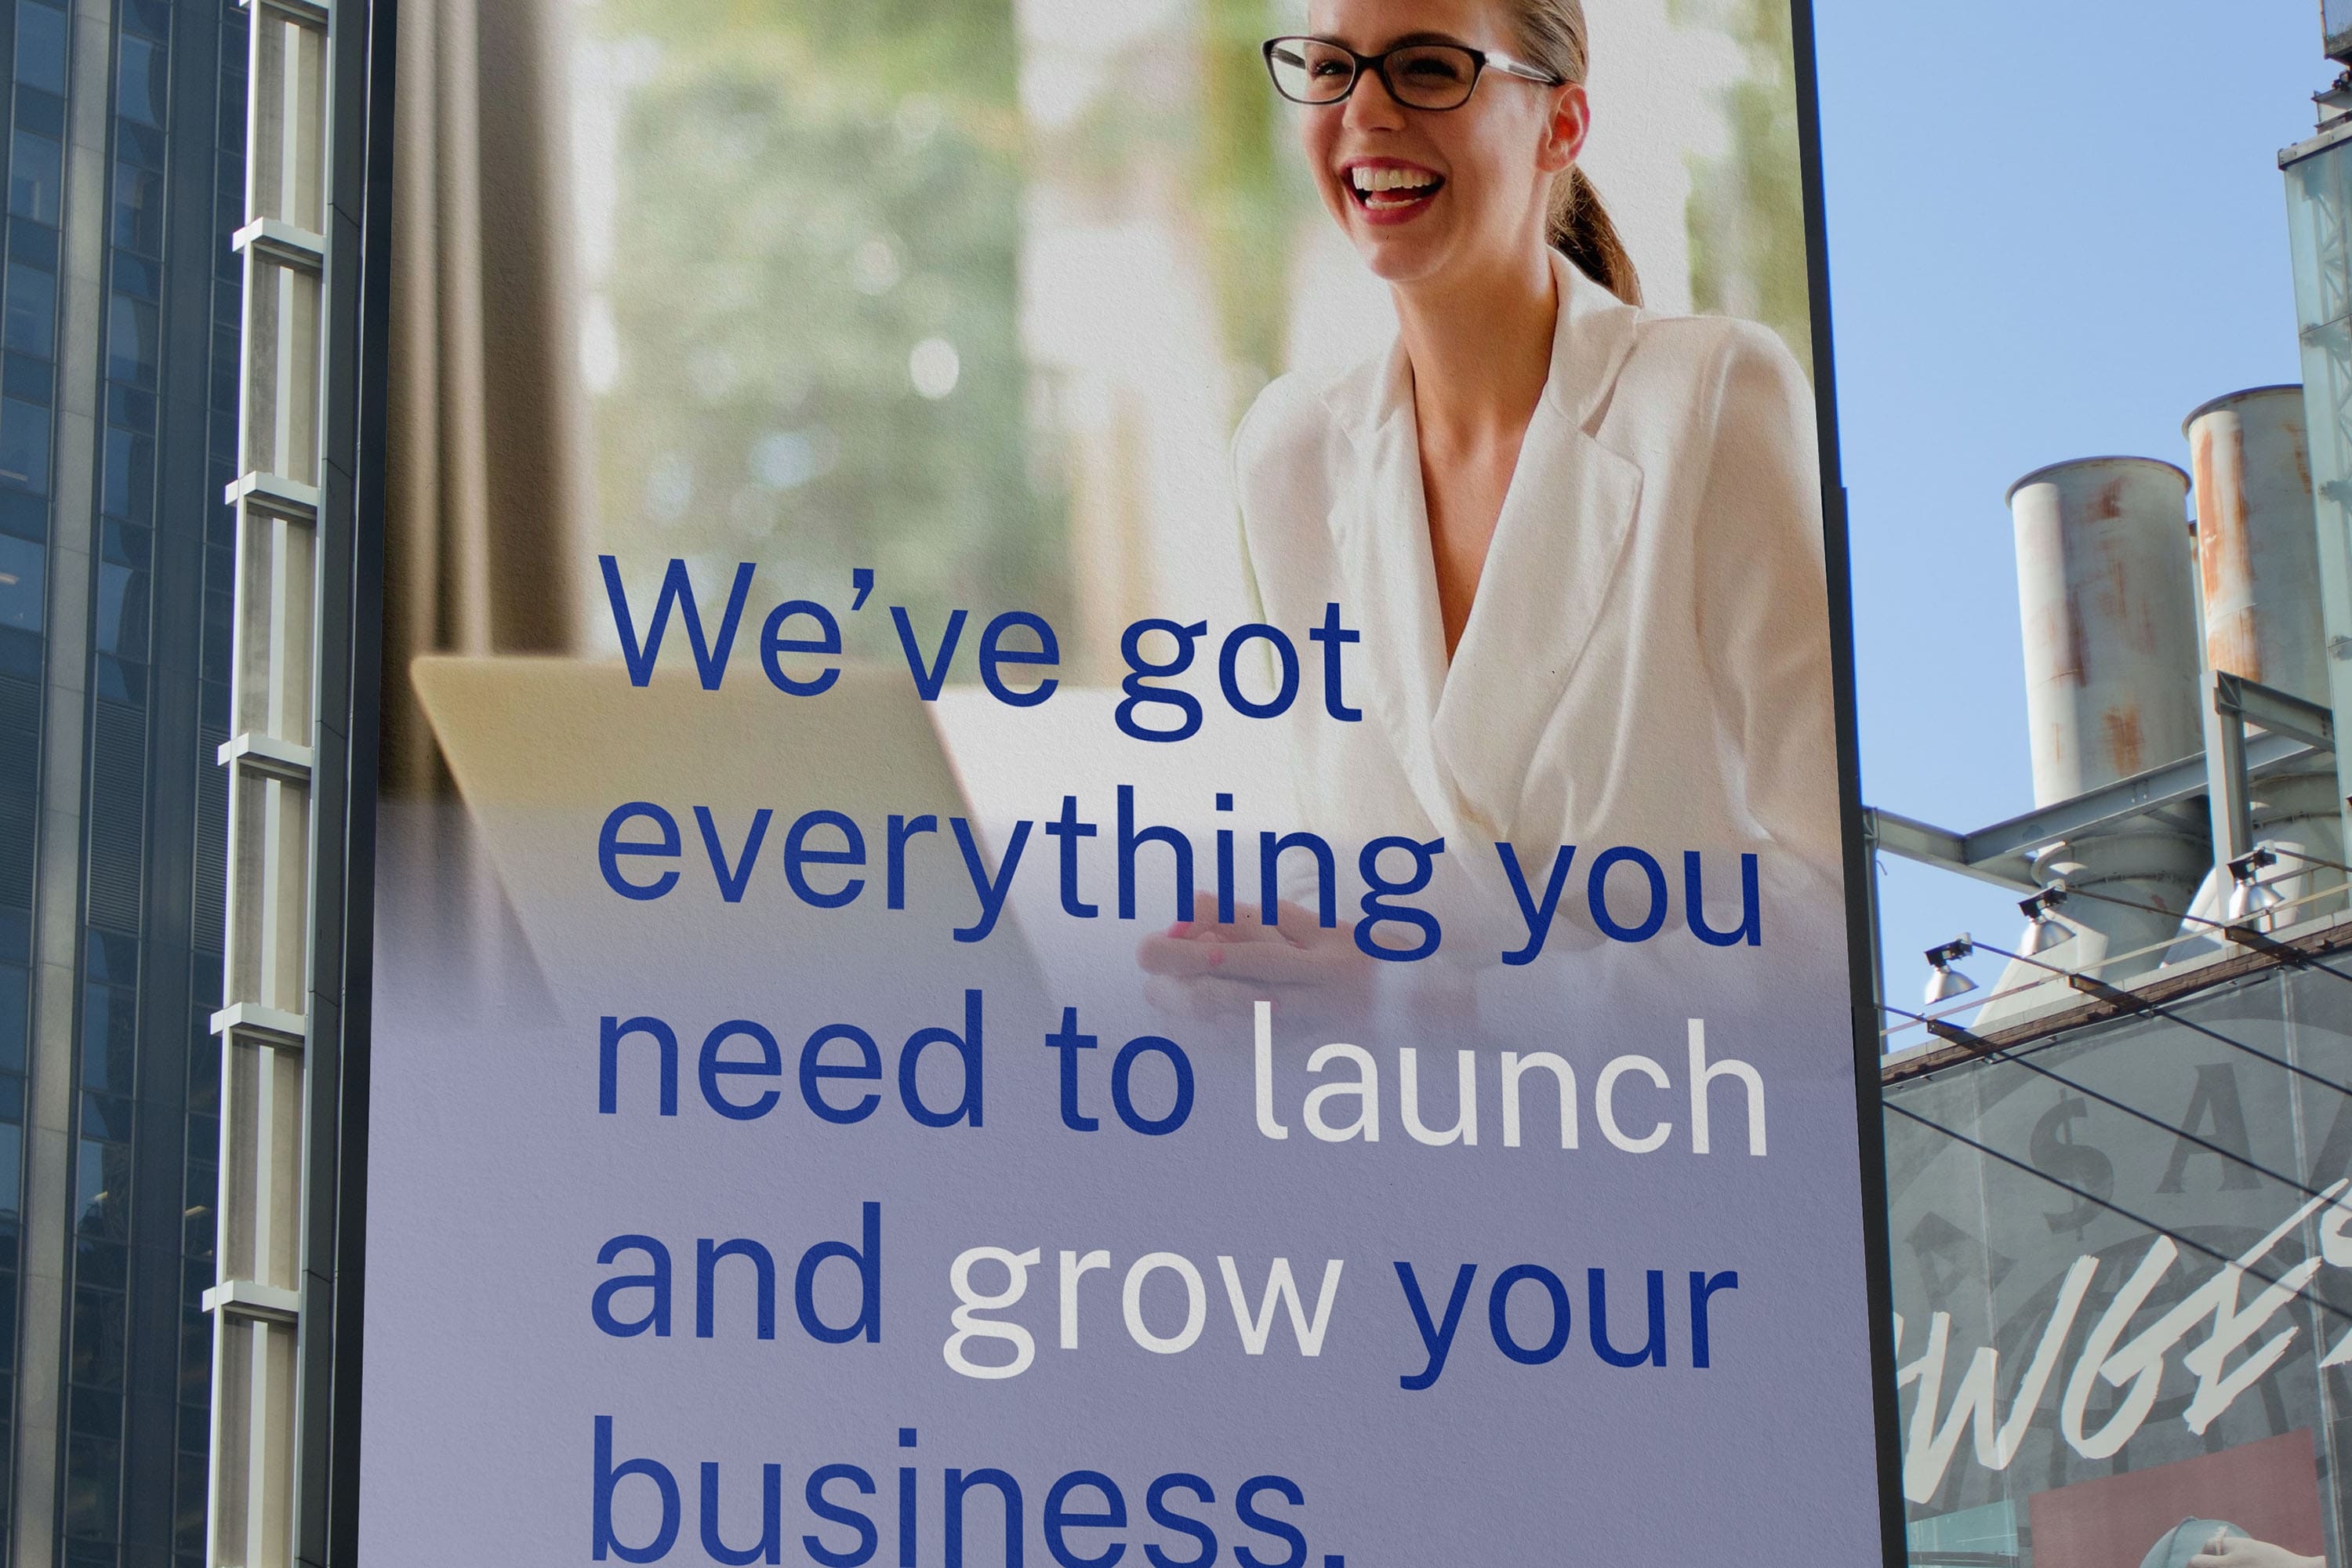 We’ve got
everything you
need to launch
and grow your
business.